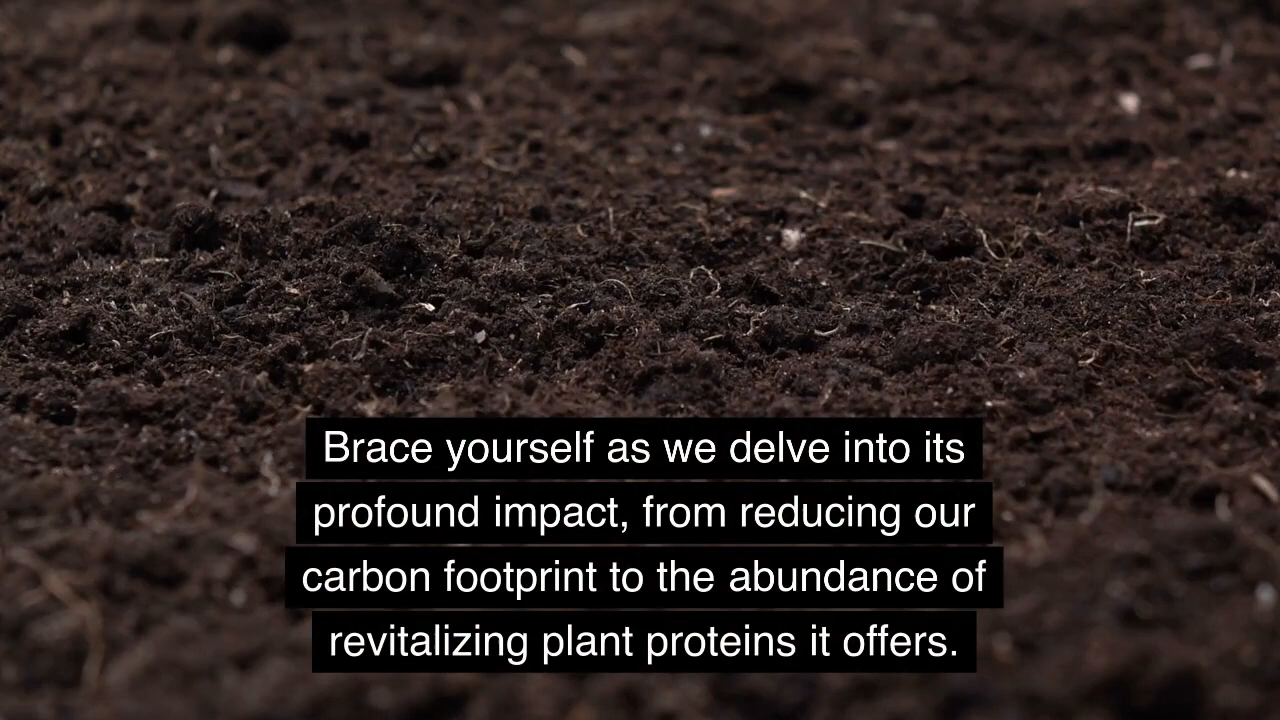 Brace yourself as we delve into its
profound impact, from reducing our
carbon footprint to the abundance of
revitalizing plant proteins it offers.